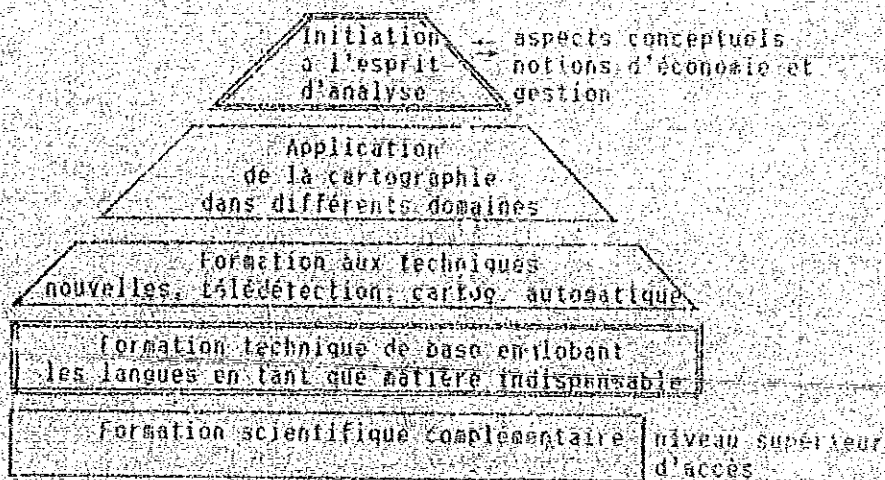 Initiation
à l'esprit
d'analyse
aspects conceptuels
notions d'économie et
gestion
Application
de la cartographie
dans différents domaines
Formation aux techniques
nouvelles, télédétection, cartog. automatique
Formation technique de base englobant
les langues en tant que matière indispensable
Formation scientifique complémentaire
niveau supérieur
d'accès